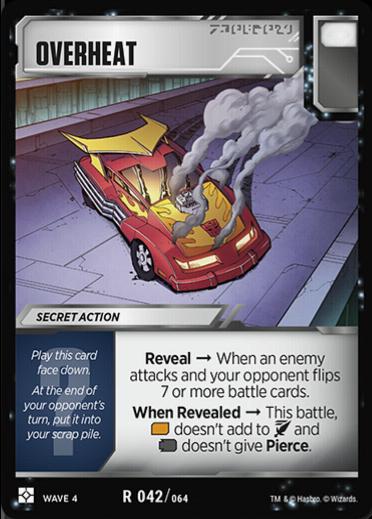 OVERHEAT
SECRET ACTION
Play this card
face down.
At the end of
your opponent's
turn, put it into
your scrap pile.
Reveal → When an enemy
attacks and your opponent flips
7 or more battle cards.
When Revealed → This battle,
doesn't add to and
doesn't give Pierce.
WAVE 4 R 042/064 TM & © Hasbro. © Wizards.